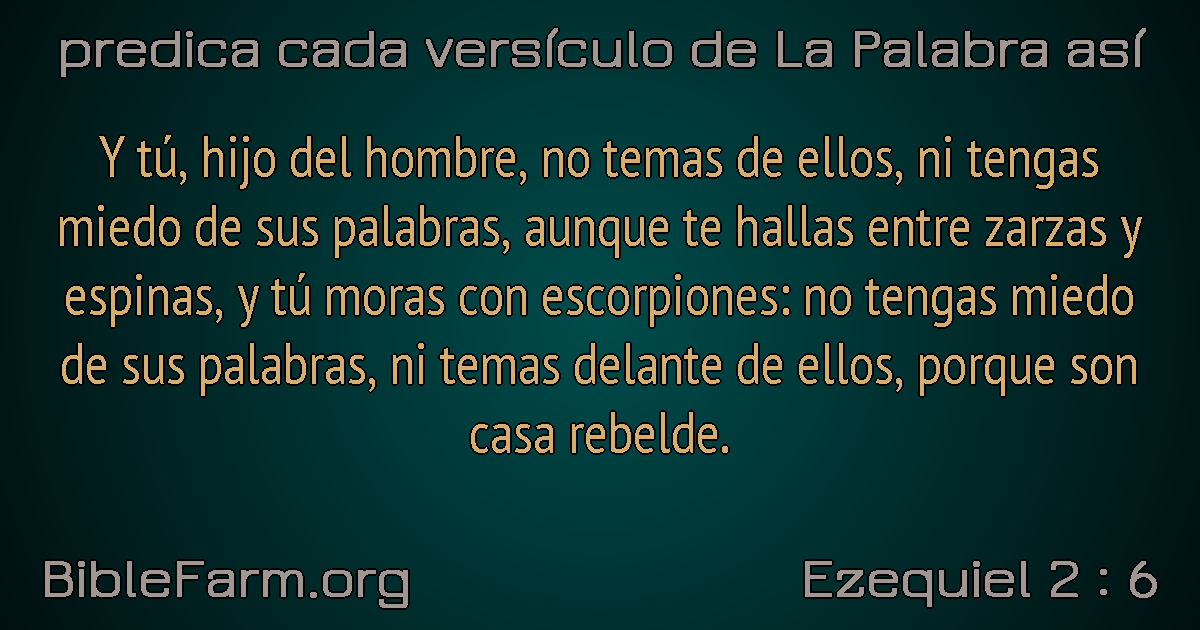 predica cada versículo de La Palabra así
Y tú, hijo del hombre, no temas de ellos, ni tengas
miedo de sus palabras, aunque te hallas entre zarzas y
espinas, y tú moras con escorpiones: no tengas miedo
de sus palabras, ni temas delante de ellos, porque son
casa rebelde.
BibleFarm.org
Ezequiel 2 : 6